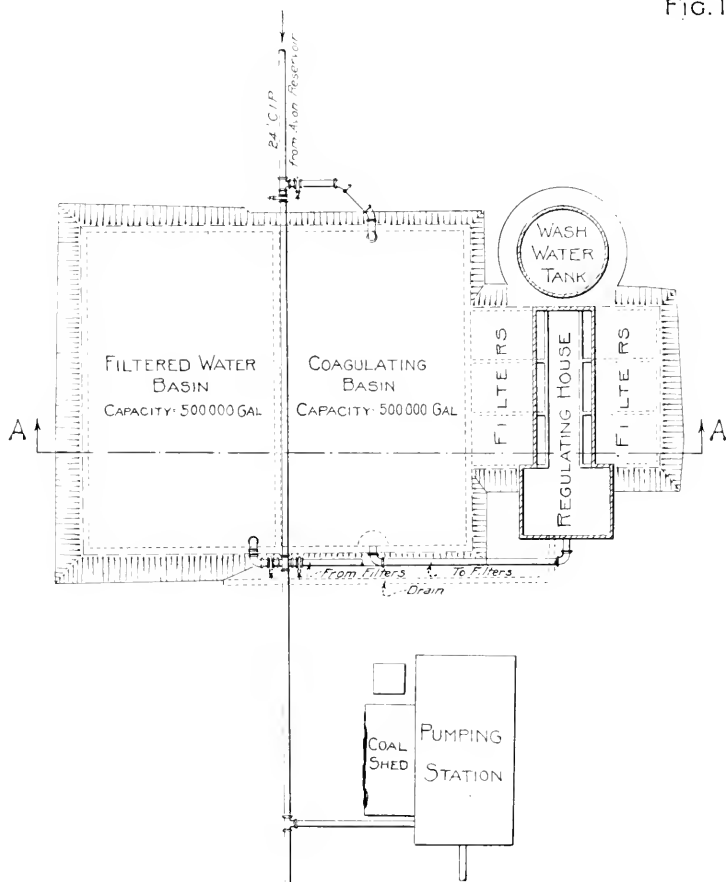 FIG. 1
24" C.I.P.
from Avon Reservoir
WASH
WATER
TANK
FILTERED WATER
BASIN
CAPACITY: 500 000 GAL
COAGULATING
BASIN
CAPACITY: 500 000 GAL
FILTERS
REGULATING HOUSE
FILTERS
A
A
From Filters
To Filters
Drain
COAL
SHED
PUMPING
STATION